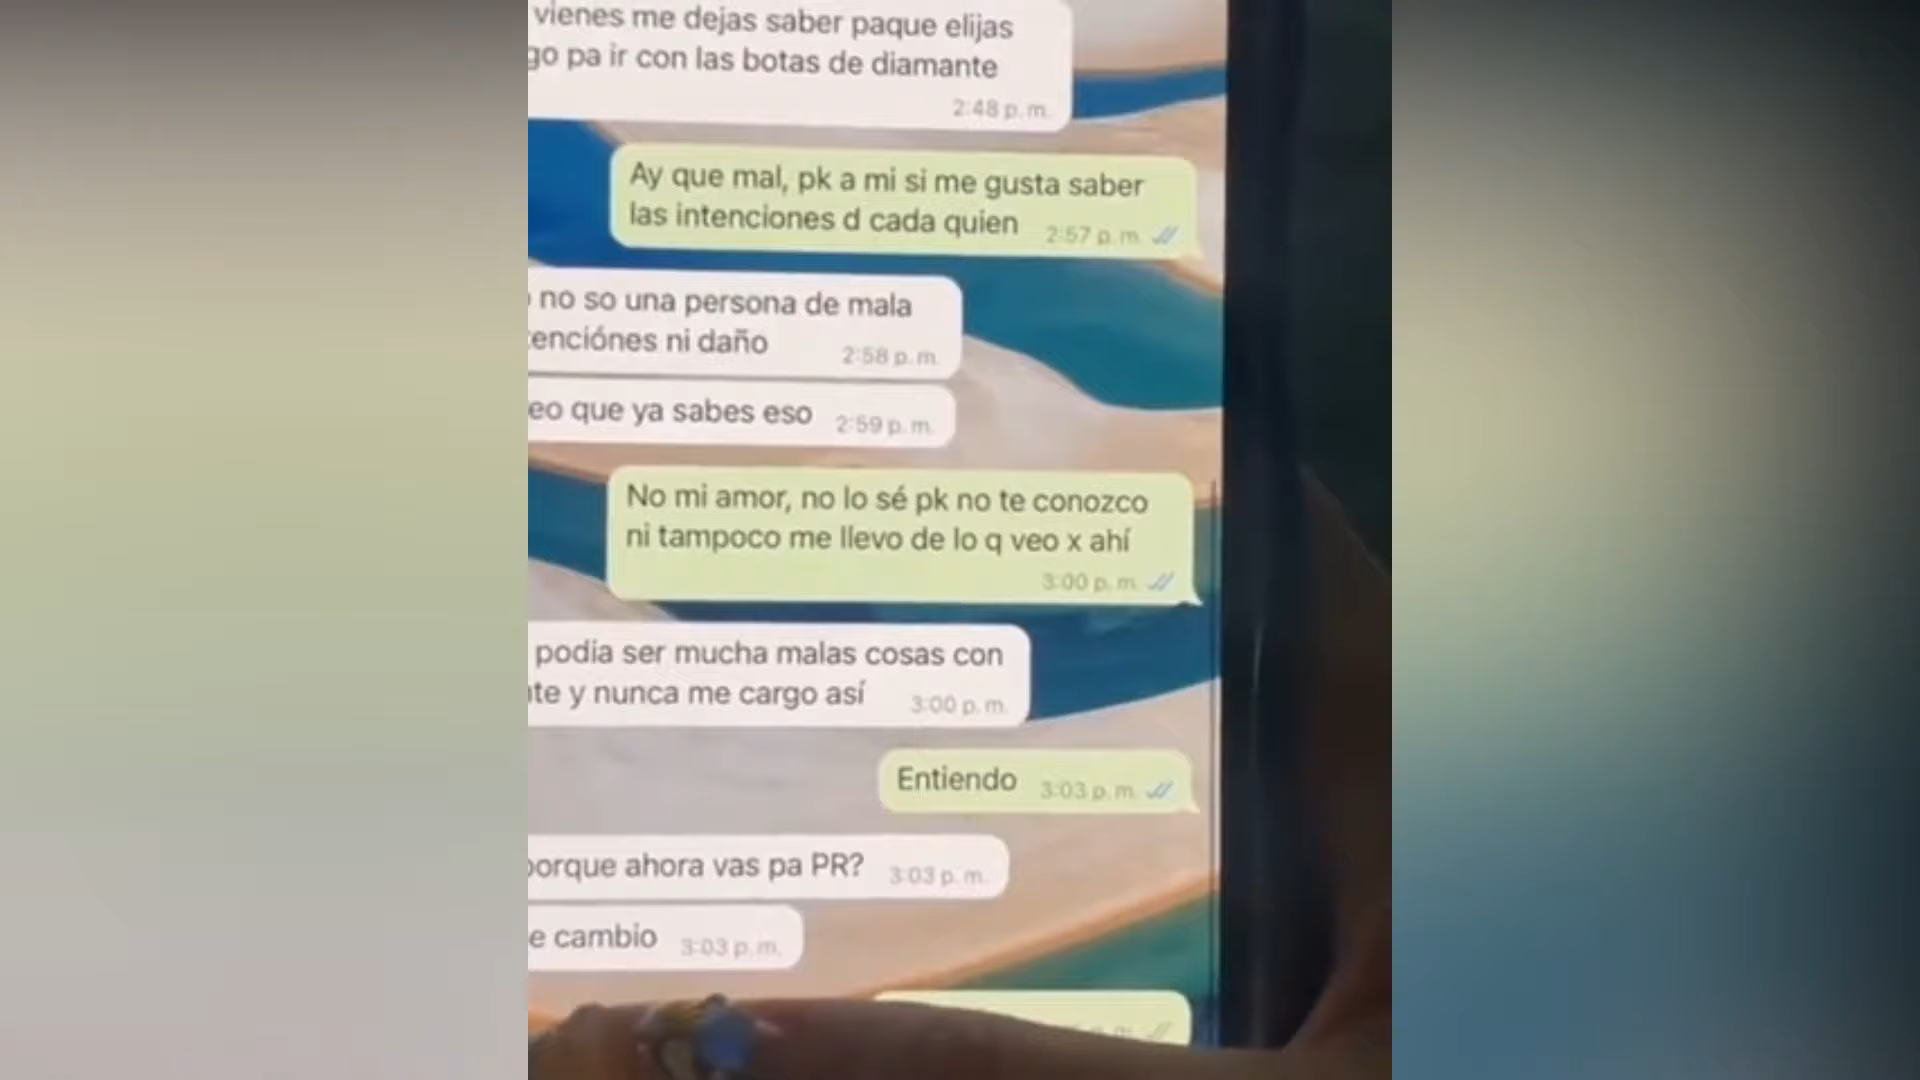 vienes me dejas saber paque elijas
go pa ir con las botas de diamante
2:48 p. m.
Ay que mal, pk a mi si me gusta saber
las intenciones d cada quien 2:57 p. m.
no so una persona de mala
enciónes ni daño 2:58 p. m.
eo que ya sabes eso 2:59 p. m.
No mi amor, no lo sé pk no te conozco
ni tampoco me llevo de lo q veo x ahí
3:00 p. m.
podia ser mucha malas cosas con
te y nunca me cargo así 3:00 p. m.
Entiendo 3:03 p. m.
orque ahora vas pa PR? 3:03 p. m.
e cambio 3:03 p. m.